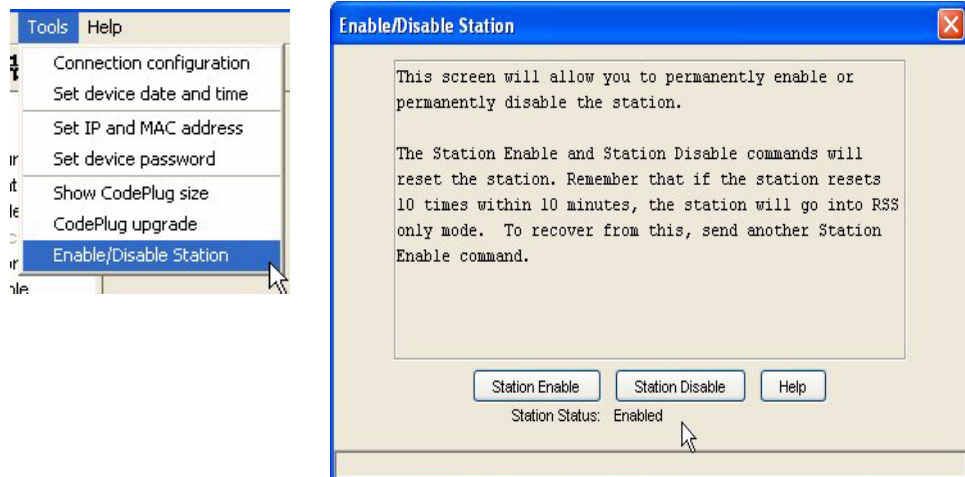 Tools Help
Connection configuration
Set device date and time
Set IP and MAC address
Set device password
Show CodePlug size
CodePlug upgrade
Enable/Disable Station
Enable/Disable Station
This screen will allow you to permanently enable or
permanently disable the station.
The Station Enable and Station Disable commands will
reset the station. Remember that if the station resets
10 times within 10 minutes, the station will go into RSS
only mode. To recover from this, send another Station
Enable command.
Station Enable Station Disable Help
Station Status: Enabled